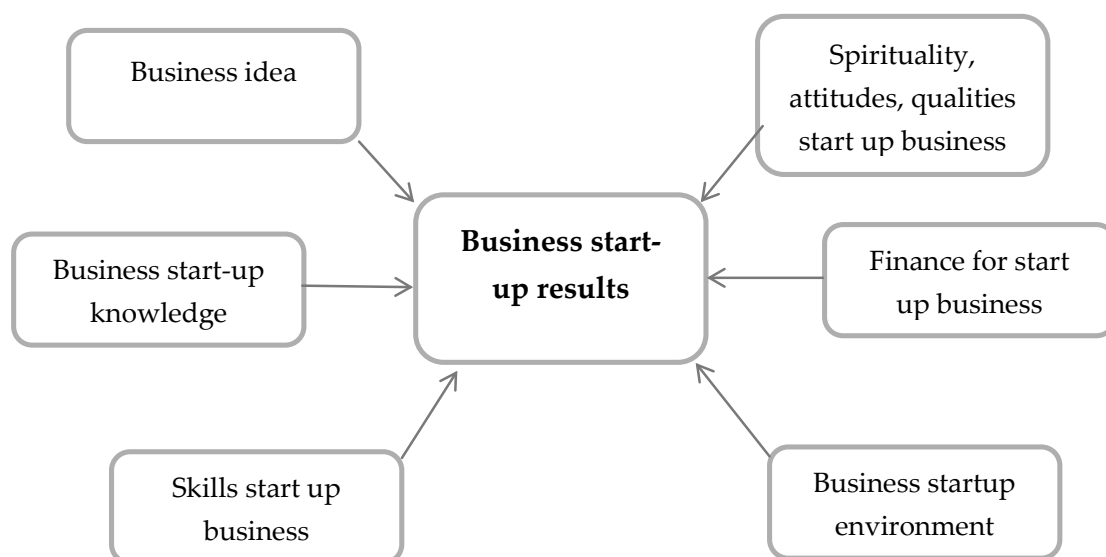 Business idea
Spirituality,
attitudes, qualities
start up business
Business start-
up results
Business start-up
knowledge
Finance for start
up business
Skills start up
business
Business startup
environment